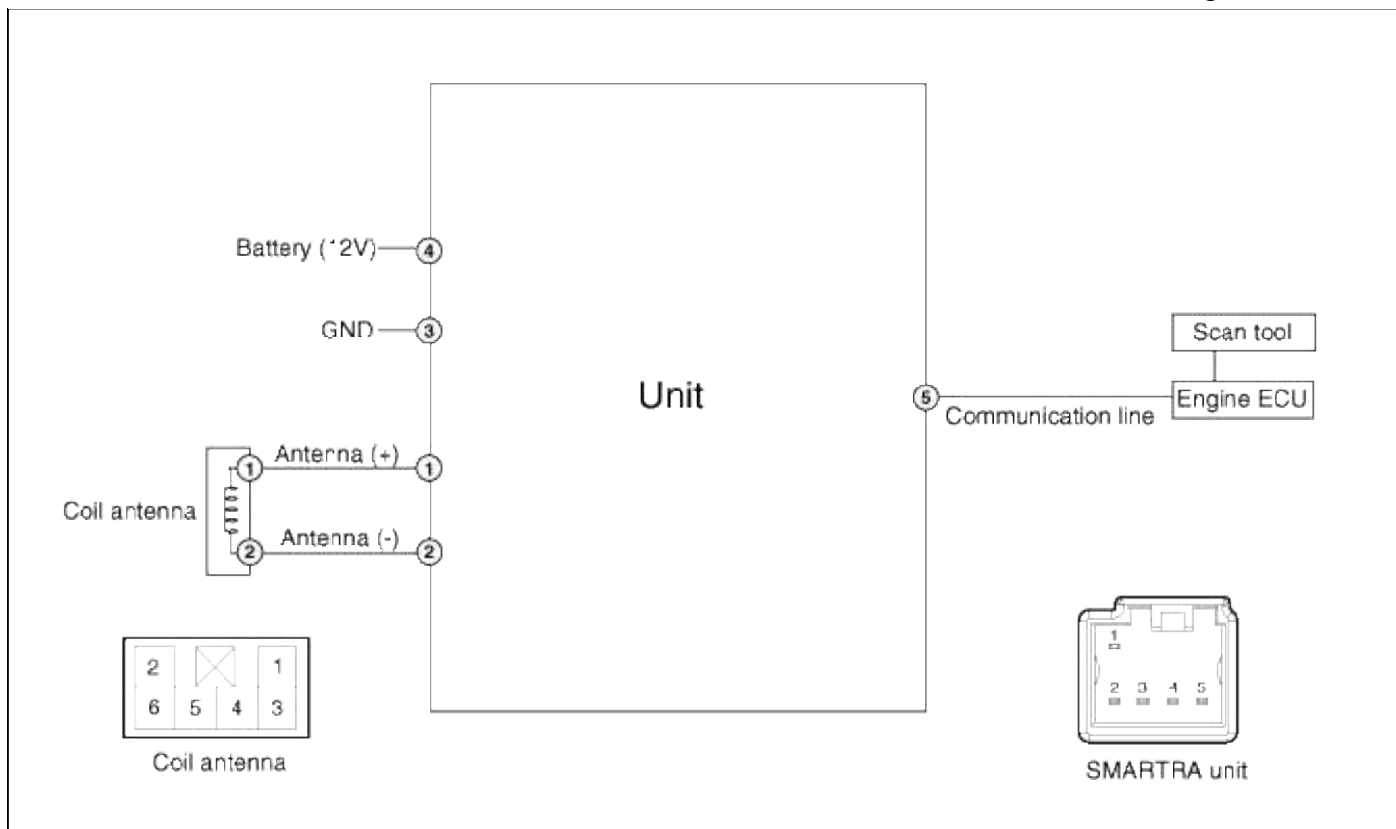 Battery (12V)
4
GND
3
Scan tool
Unit
5
Engine ECU
Communication line
1
Antenna (+)
1
Coil antenna
2
Antenna (-)
2
2
1
6
5
4
3
Coil antenna
1
2 3 4 5
SMARTRA unit